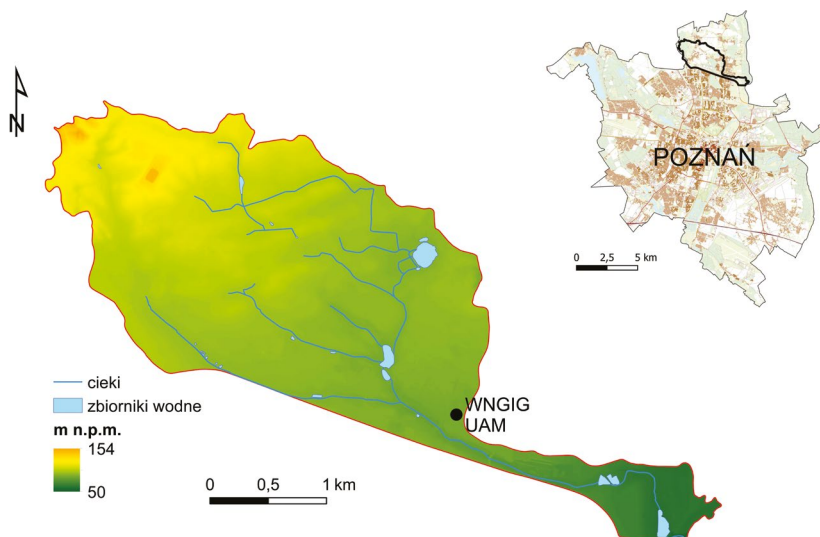 N
POZNAŃ
0 2,5 5 km
WNGIG
UAM
cieki
zbiorniki wodne
m n.p.m.
154
50
0 0,5 1 km